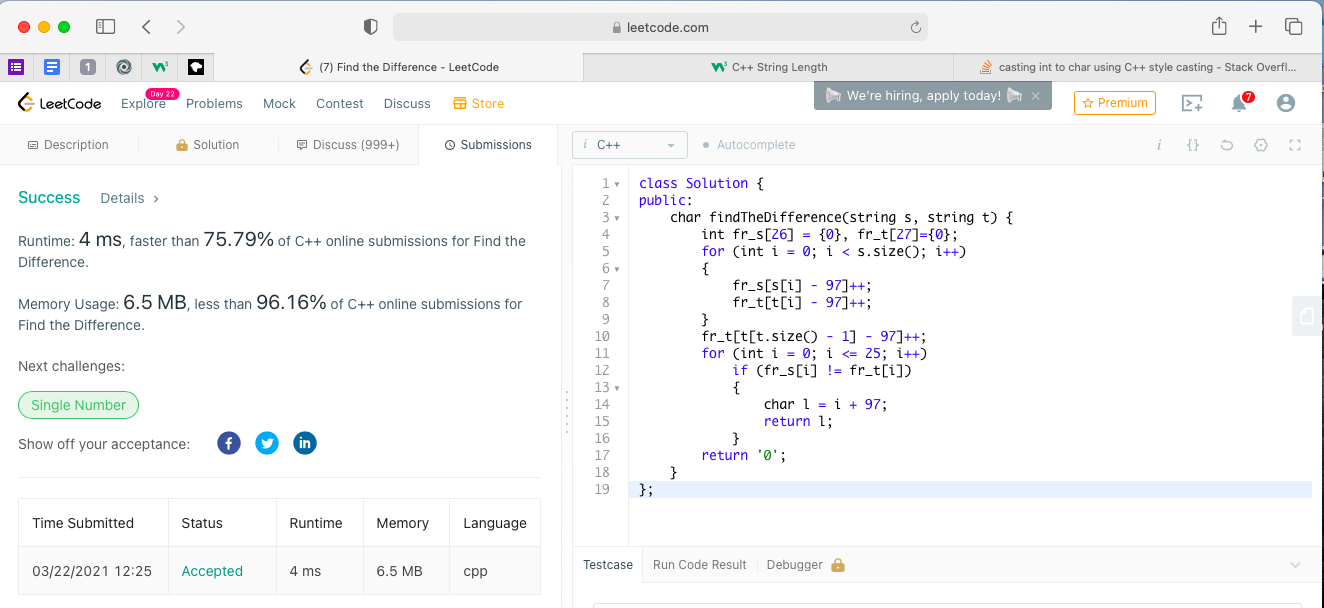 leetcode.com
1
(7) Find the Difference - LeetCode
C++ String Length
casting int to char using C++ style casting - Stack Overfl...
LeetCode
Explore
Day 22
Problems
Mock
Contest
Discuss
Store
We're hiring, apply today!
×
Premium
7
Description
Solution
Discuss (999+)
Submissions
i C++
Autocomplete
i {}
Success Details >
Runtime: 4 ms, faster than 75.79% of C++ online submissions for Find the
Difference.
Memory Usage: 6.5 MB, less than 96.16% of C++ online submissions for
Find the Difference.
Next challenges:
Single Number
Show off your acceptance:
f
in
Time Submitted Status Runtime Memory Language
03/22/2021 12:25 Accepted 4 ms 6.5 MB cpp
1 class Solution {
2 public:
3 char findTheDifference(string s, string t) {
4 int fr_s[26] = {0}, fr_t[27]={0};
5 for (int i = 0; i < s.size(); i++)
6 {
7 fr_s[s[i] - 97]++;
8 fr_t[t[i] - 97]++;
9 }
10 fr_t[t[t.size() - 1] - 97]++;
11 for (int i = 0; i <= 25; i++)
12 if (fr_s[i] != fr_t[i])
13 {
14 char l = i + 97;
15 return l;
16 }
17 return '0';
18 }
19 };
Testcase Run Code Result Debugger